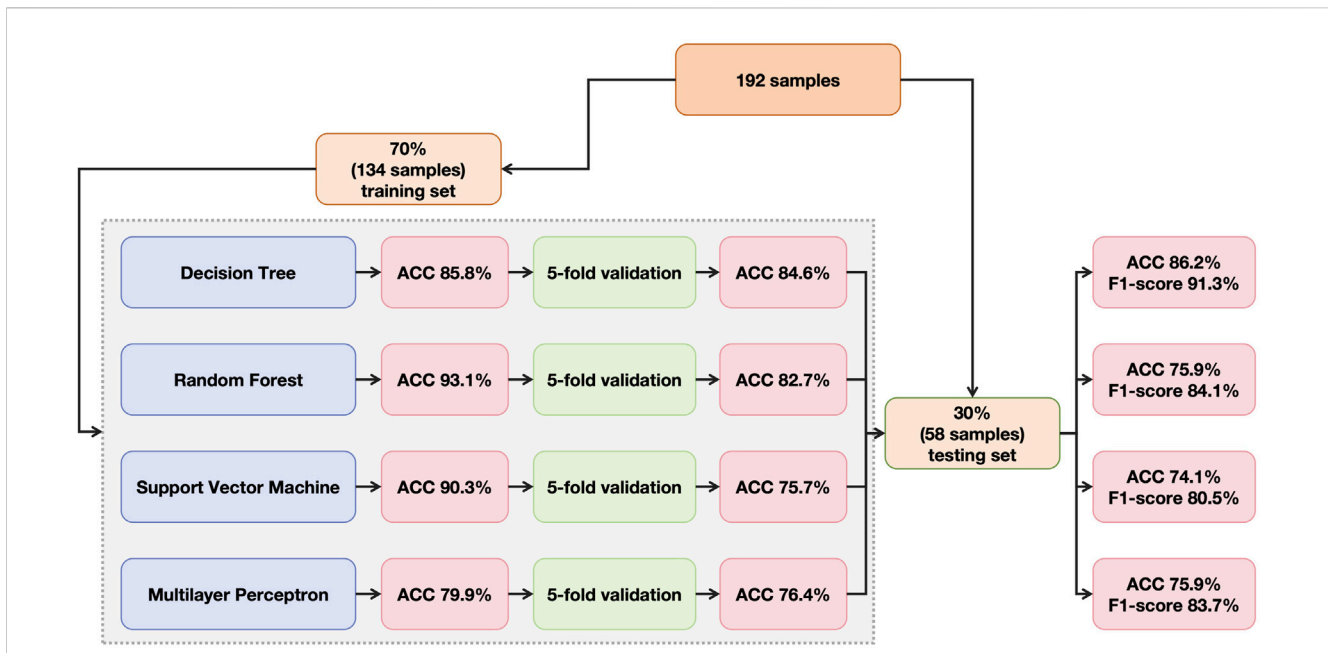 192 samples
70%
(134 samples)
training set
Decision Tree
ACC 85.8%
5-fold validation
ACC 84.6%
Random Forest
ACC 93.1%
5-fold validation
ACC 82.7%
Support Vector Machine
ACC 90.3%
5-fold validation
ACC 75.7%
Multilayer Perceptron
ACC 79.9%
5-fold validation
ACC 76.4%
30%
(58 samples)
testing set
ACC 86.2%
F1-score 91.3%
ACC 75.9%
F1-score 84.1%
ACC 74.1%
F1-score 80.5%
ACC 75.9%
F1-score 83.7%